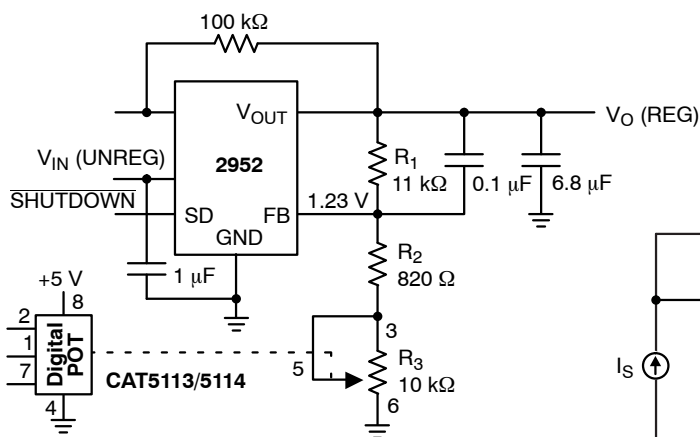 100 kΩ
V_OUT
V_O (REG)
V_IN (UNREG)
2952
R_1
11 kΩ
0.1 μF
6.8 μF
SHUTDOWN
SD
FB
1.23 V
GND
R_2
820 Ω
1 μF
+5 V
8
2
1
7
4
Digital
POT
CAT5113/5114
3
5
R_3
10 kΩ
6
I_S